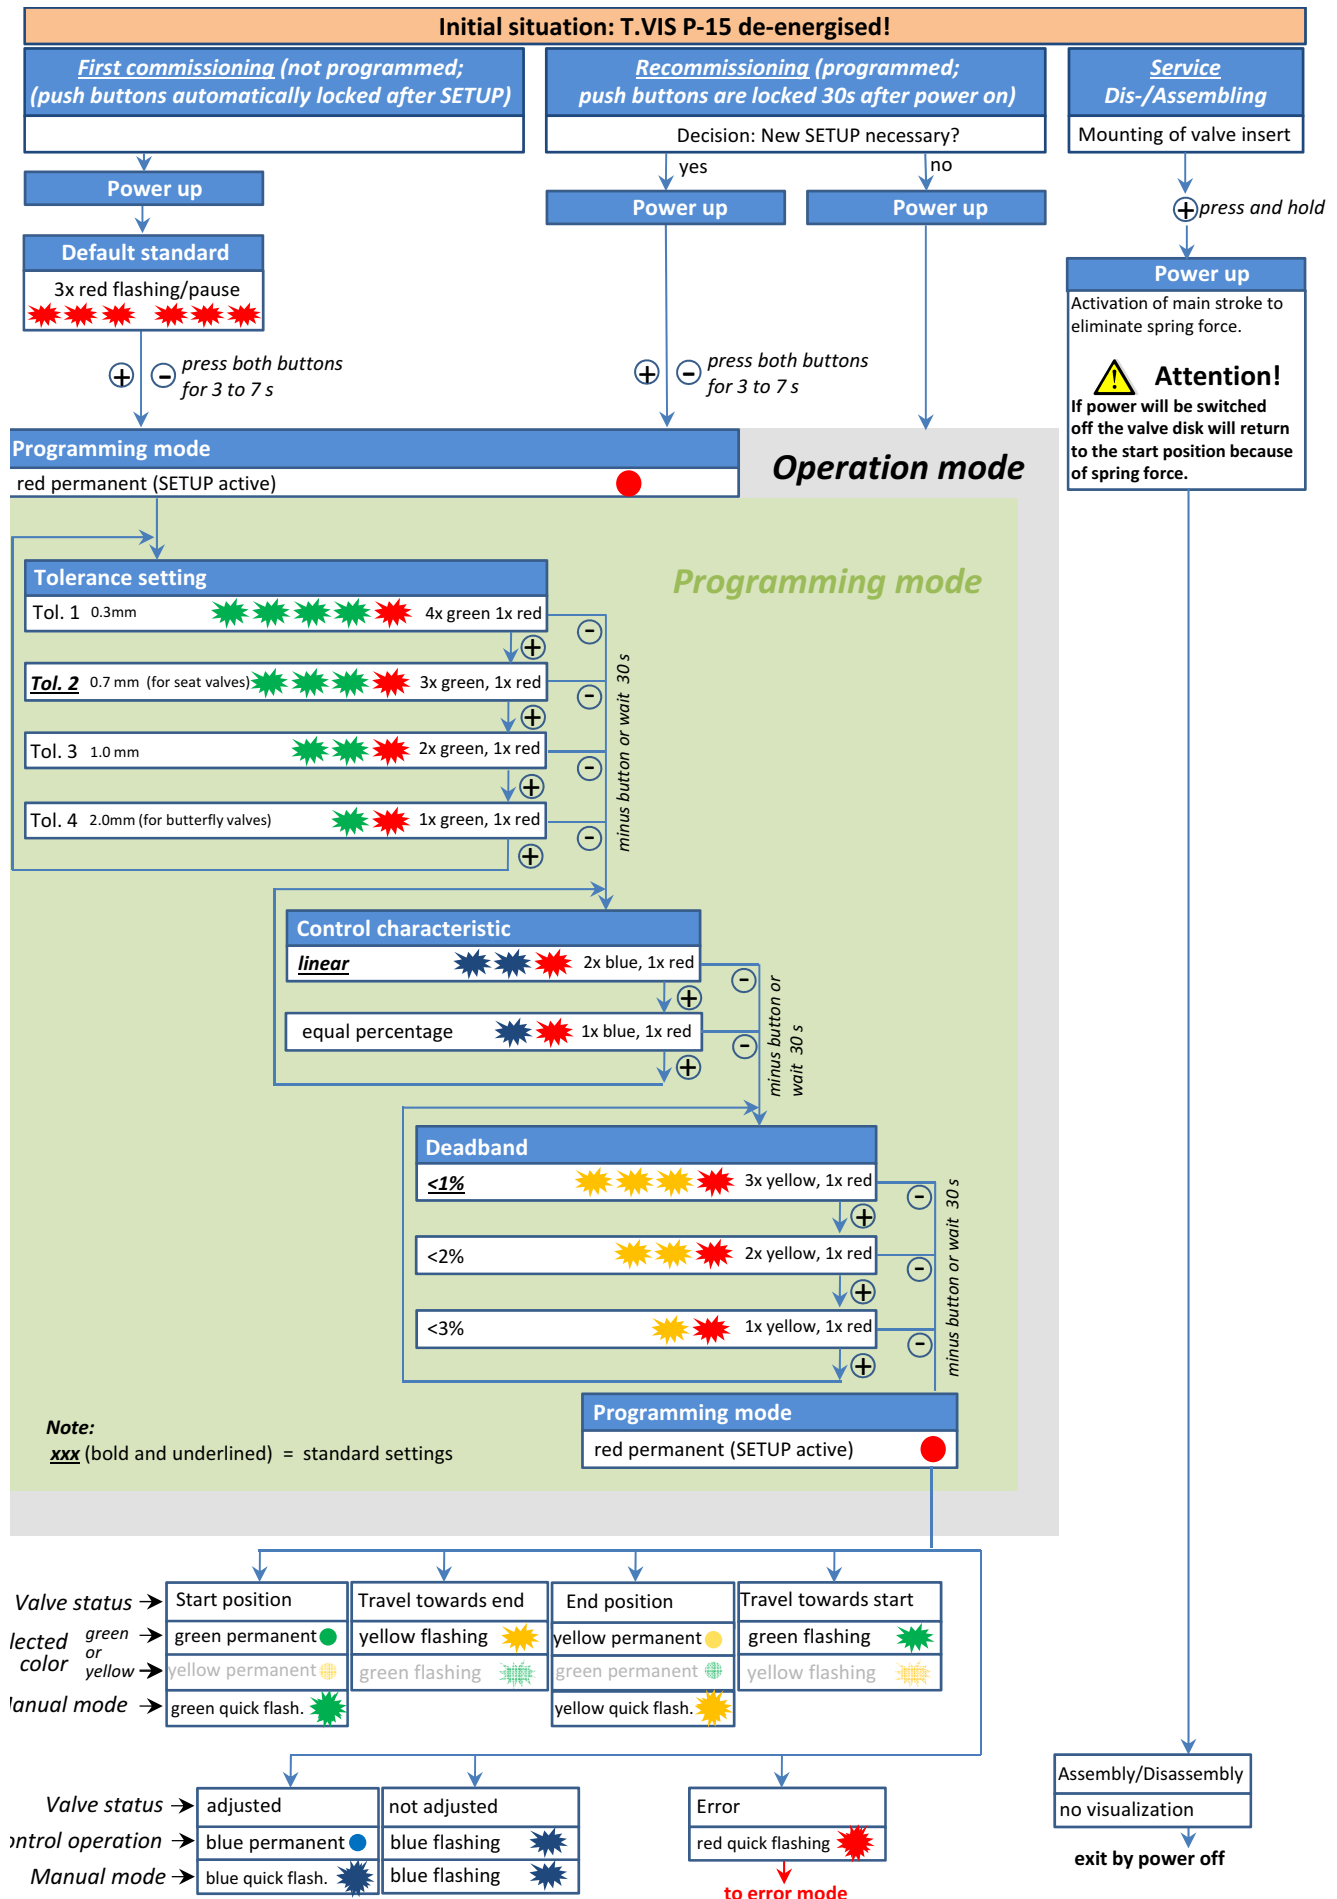 Initial situation: T.VIS P-15 de-energised!
First commissioning (not programmed;
(push buttons automatically locked after SETUP)
Recommissioning (programmed;
push buttons are locked 30s after power on)
Decision: New SETUP necessary?
Service
Dis-/Assembling
Mounting of valve insert
yes
no
Power up
Power up
Power up
+ press and hold
Default standard
3x red flashing/pause
Power up
Activation of main stroke to
eliminate spring force.
Attention!
If power will be switched
off the valve disk will return
to the start position because
of spring force.
+ - press both buttons
for 3 to 7 s
+ - press both buttons
for 3 to 7 s
Programming mode
red permanent (SETUP active)
Operation mode
Programming mode
Tolerance setting
Tol. 1 0.3mm 4x green 1x red
-
+
Tol. 2 0.7 mm (for seat valves) 3x green, 1x red
-
+
Tol. 3 1.0 mm 2x green, 1x red
-
+
Tol. 4 2.0mm (for butterfly valves) 1x green, 1x red
-
+
minus button or wait 30 s
Control characteristic
linear 2x blue, 1x red
-
+
equal percentage 1x blue, 1x red
-
+
minus button or
wait 30 s
Deadband
<1% 3x yellow, 1x red
-
+
<2% 2x yellow, 1x red
-
+
<3% 1x yellow, 1x red
-
+
minus button or wait 30 s
Programming mode
red permanent (SETUP active)
Note:
xxx (bold and underlined) = standard settings
Valve status
Start position
Travel towards end
End position
Travel towards start
lected
color
green
or
yellow
green permanent
yellow flashing
yellow permanent
green flashing
yellow permanent
green flashing
green permanent
yellow flashing
lanual mode
green quick flash.
yellow quick flash.
Valve status
adjusted
not adjusted
Error
ontrol operation
blue permanent
blue flashing
red quick flashing
Manual mode
blue quick flash.
blue flashing
to error mode
Assembly/Disassembly
no visualization
exit by power off